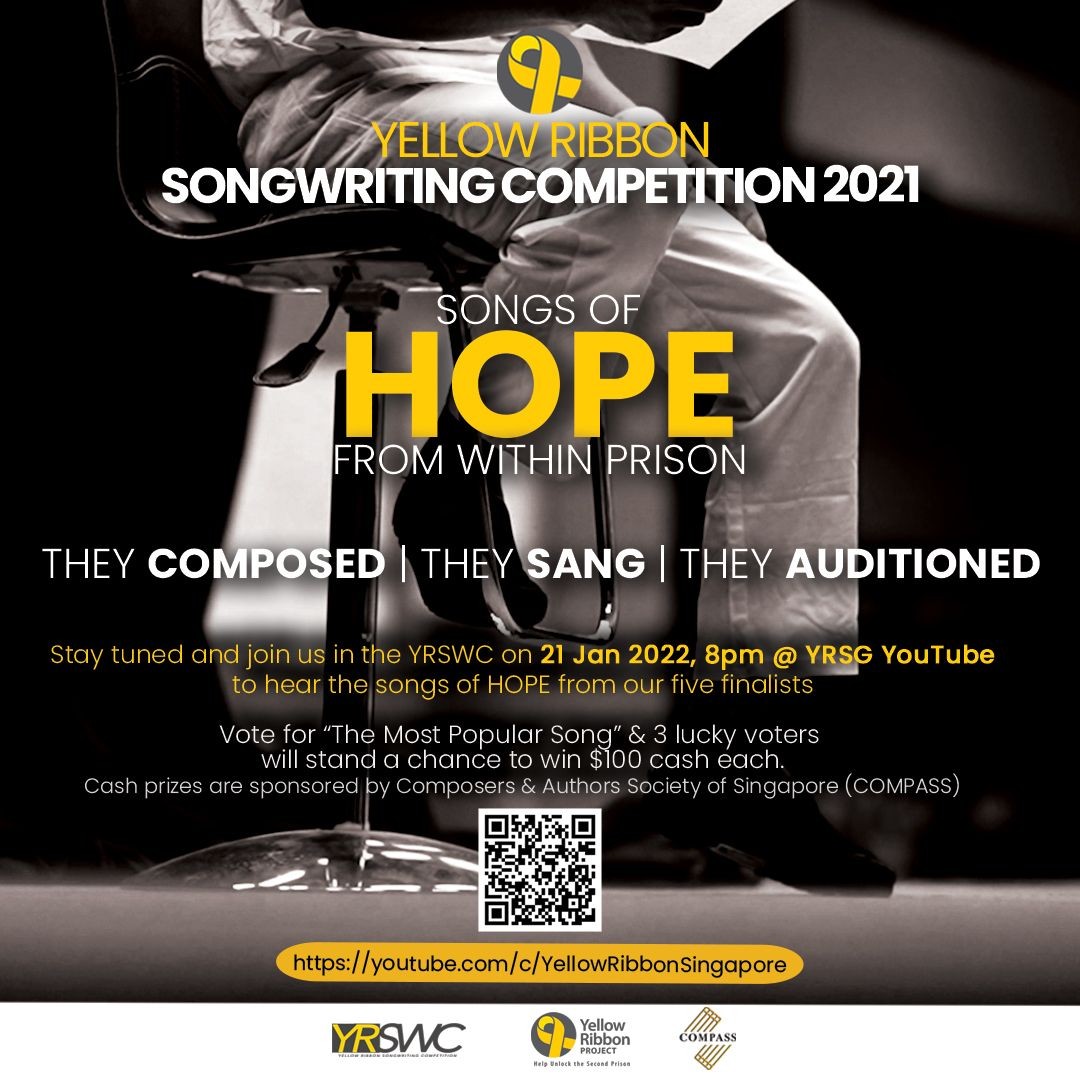 YELLOW RIBBON
SONGWRITING COMPETITION 2021
SONGS OF
HOPE
FROM WITHIN PRISON
THEY COMPOSED | THEY SANG | THEY AUDITIONED
Stay tuned and join us in the YRSWC on 21 Jan 2022, 8pm @ YRSG YouTube
to hear the songs of HOPE from our five finalists
Vote for “The Most Popular Song” & 3 lucky voters
will stand a chance to win $100 cash each.
Cash prizes are sponsored by Composers & Authors Society of Singapore (COMPASS)
https://youtube.com/c/YellowRibbonSingapore
YRSWC
YELLOW RIBBON SONGWRITING COMPETITION
Yellow
Ribbon
PROJECT
Help Unlock the Second Prison
COMPASS